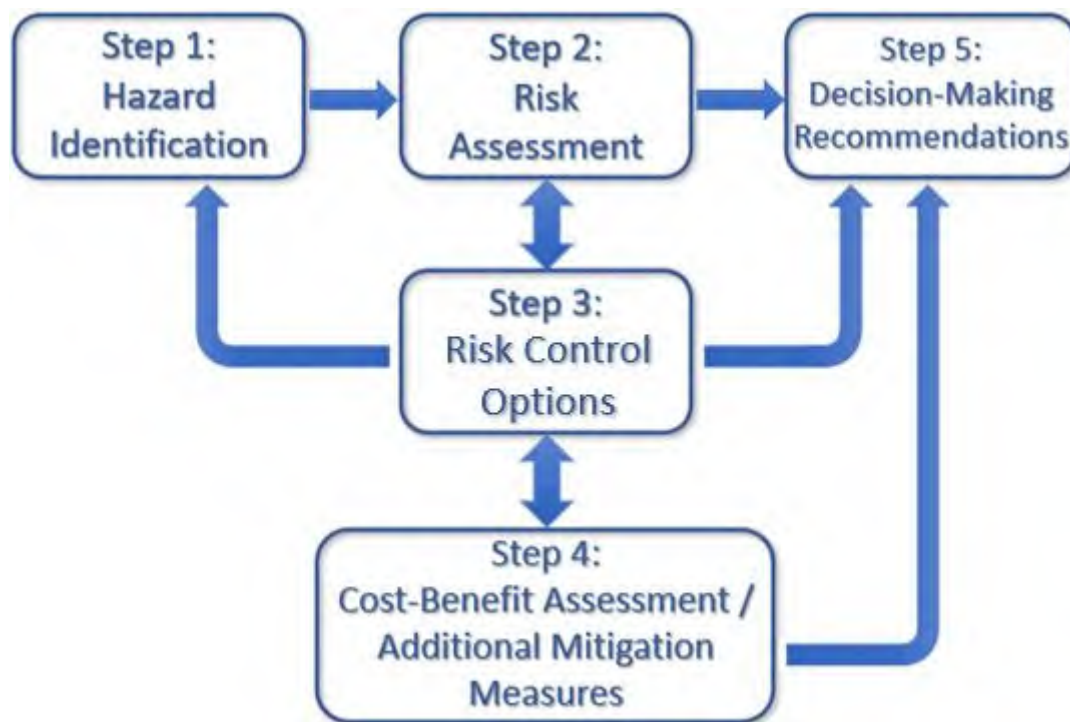 Step 1:
Hazard
Identification
Step 2:
Risk
Assessment
Step 5:
Decision-Making
Recommendations
Step 3:
Risk Control
Options
Step 4:
Cost-Benefit Assessment /
Additional Mitigation
Measures